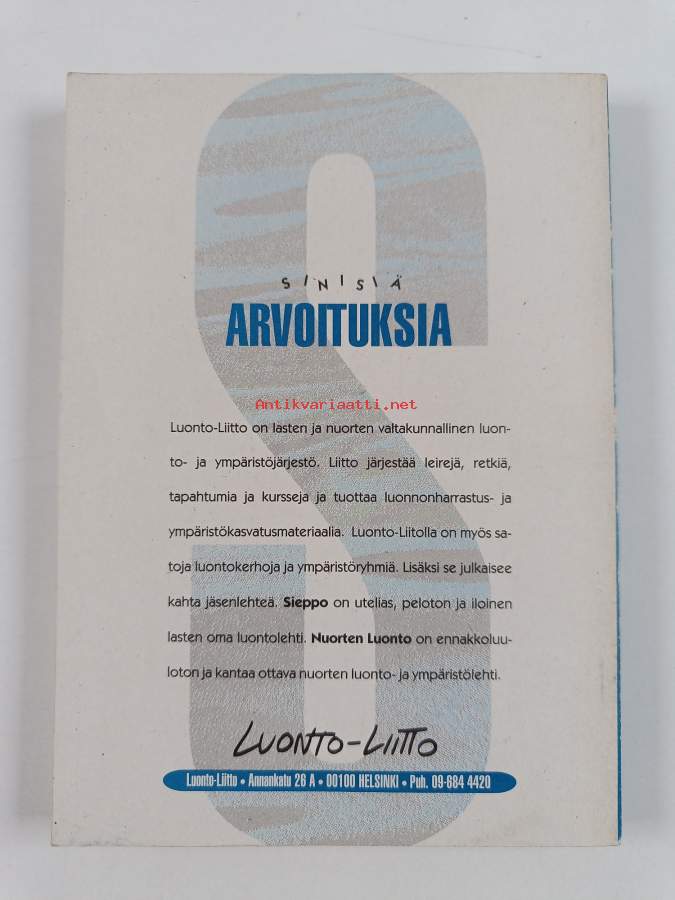 SINISIÄ
ARVOITUKSIA
Antikvariaatti.net
Luonto-Liitto on lasten ja nuorten valtakunnallinen luon-
to- ja ympäristöjärjestö. Liitto järjestää leirejä, retkiä,
tapahtumia ja kursseja ja tuottaa luonnonharrastus- ja
ympäristökasvatusmateriaalia. Luonto-Liitolla on myös sa-
toja luontokerhoja ja ympäristöryhmiä. Lisäksi se julkaisee
kahta jäsenlehteä. Sieppo on utelias, peloton ja iloinen
lasten oma luontolehti. Nuorten Luonto on ennakkoluu-
loton ja kantaa ottava nuorten luonto- ja ympäristölehti.
LUONTO-LIITTO
Luonto-Liitto • Annankatu 26 A • 00100 HELSINKI • Puh. 09-684 4420